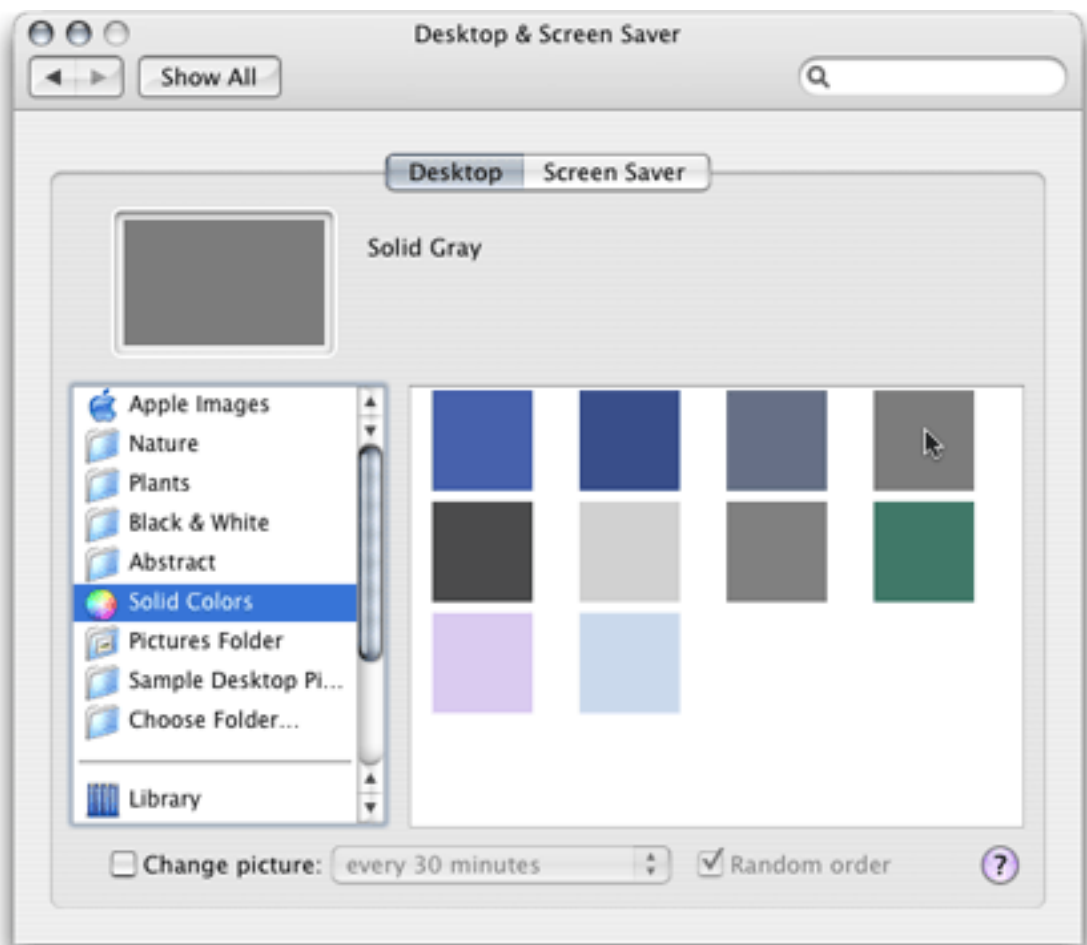 Desktop & Screen Saver
Show All
Desktop Screen Saver
Solid Gray
Apple Images
Nature
Plants
Black & White
Abstract
Solid Colors
Pictures Folder
Sample Desktop Pi...
Choose Folder...
Library
Change picture: every 30 minutes Random order ?